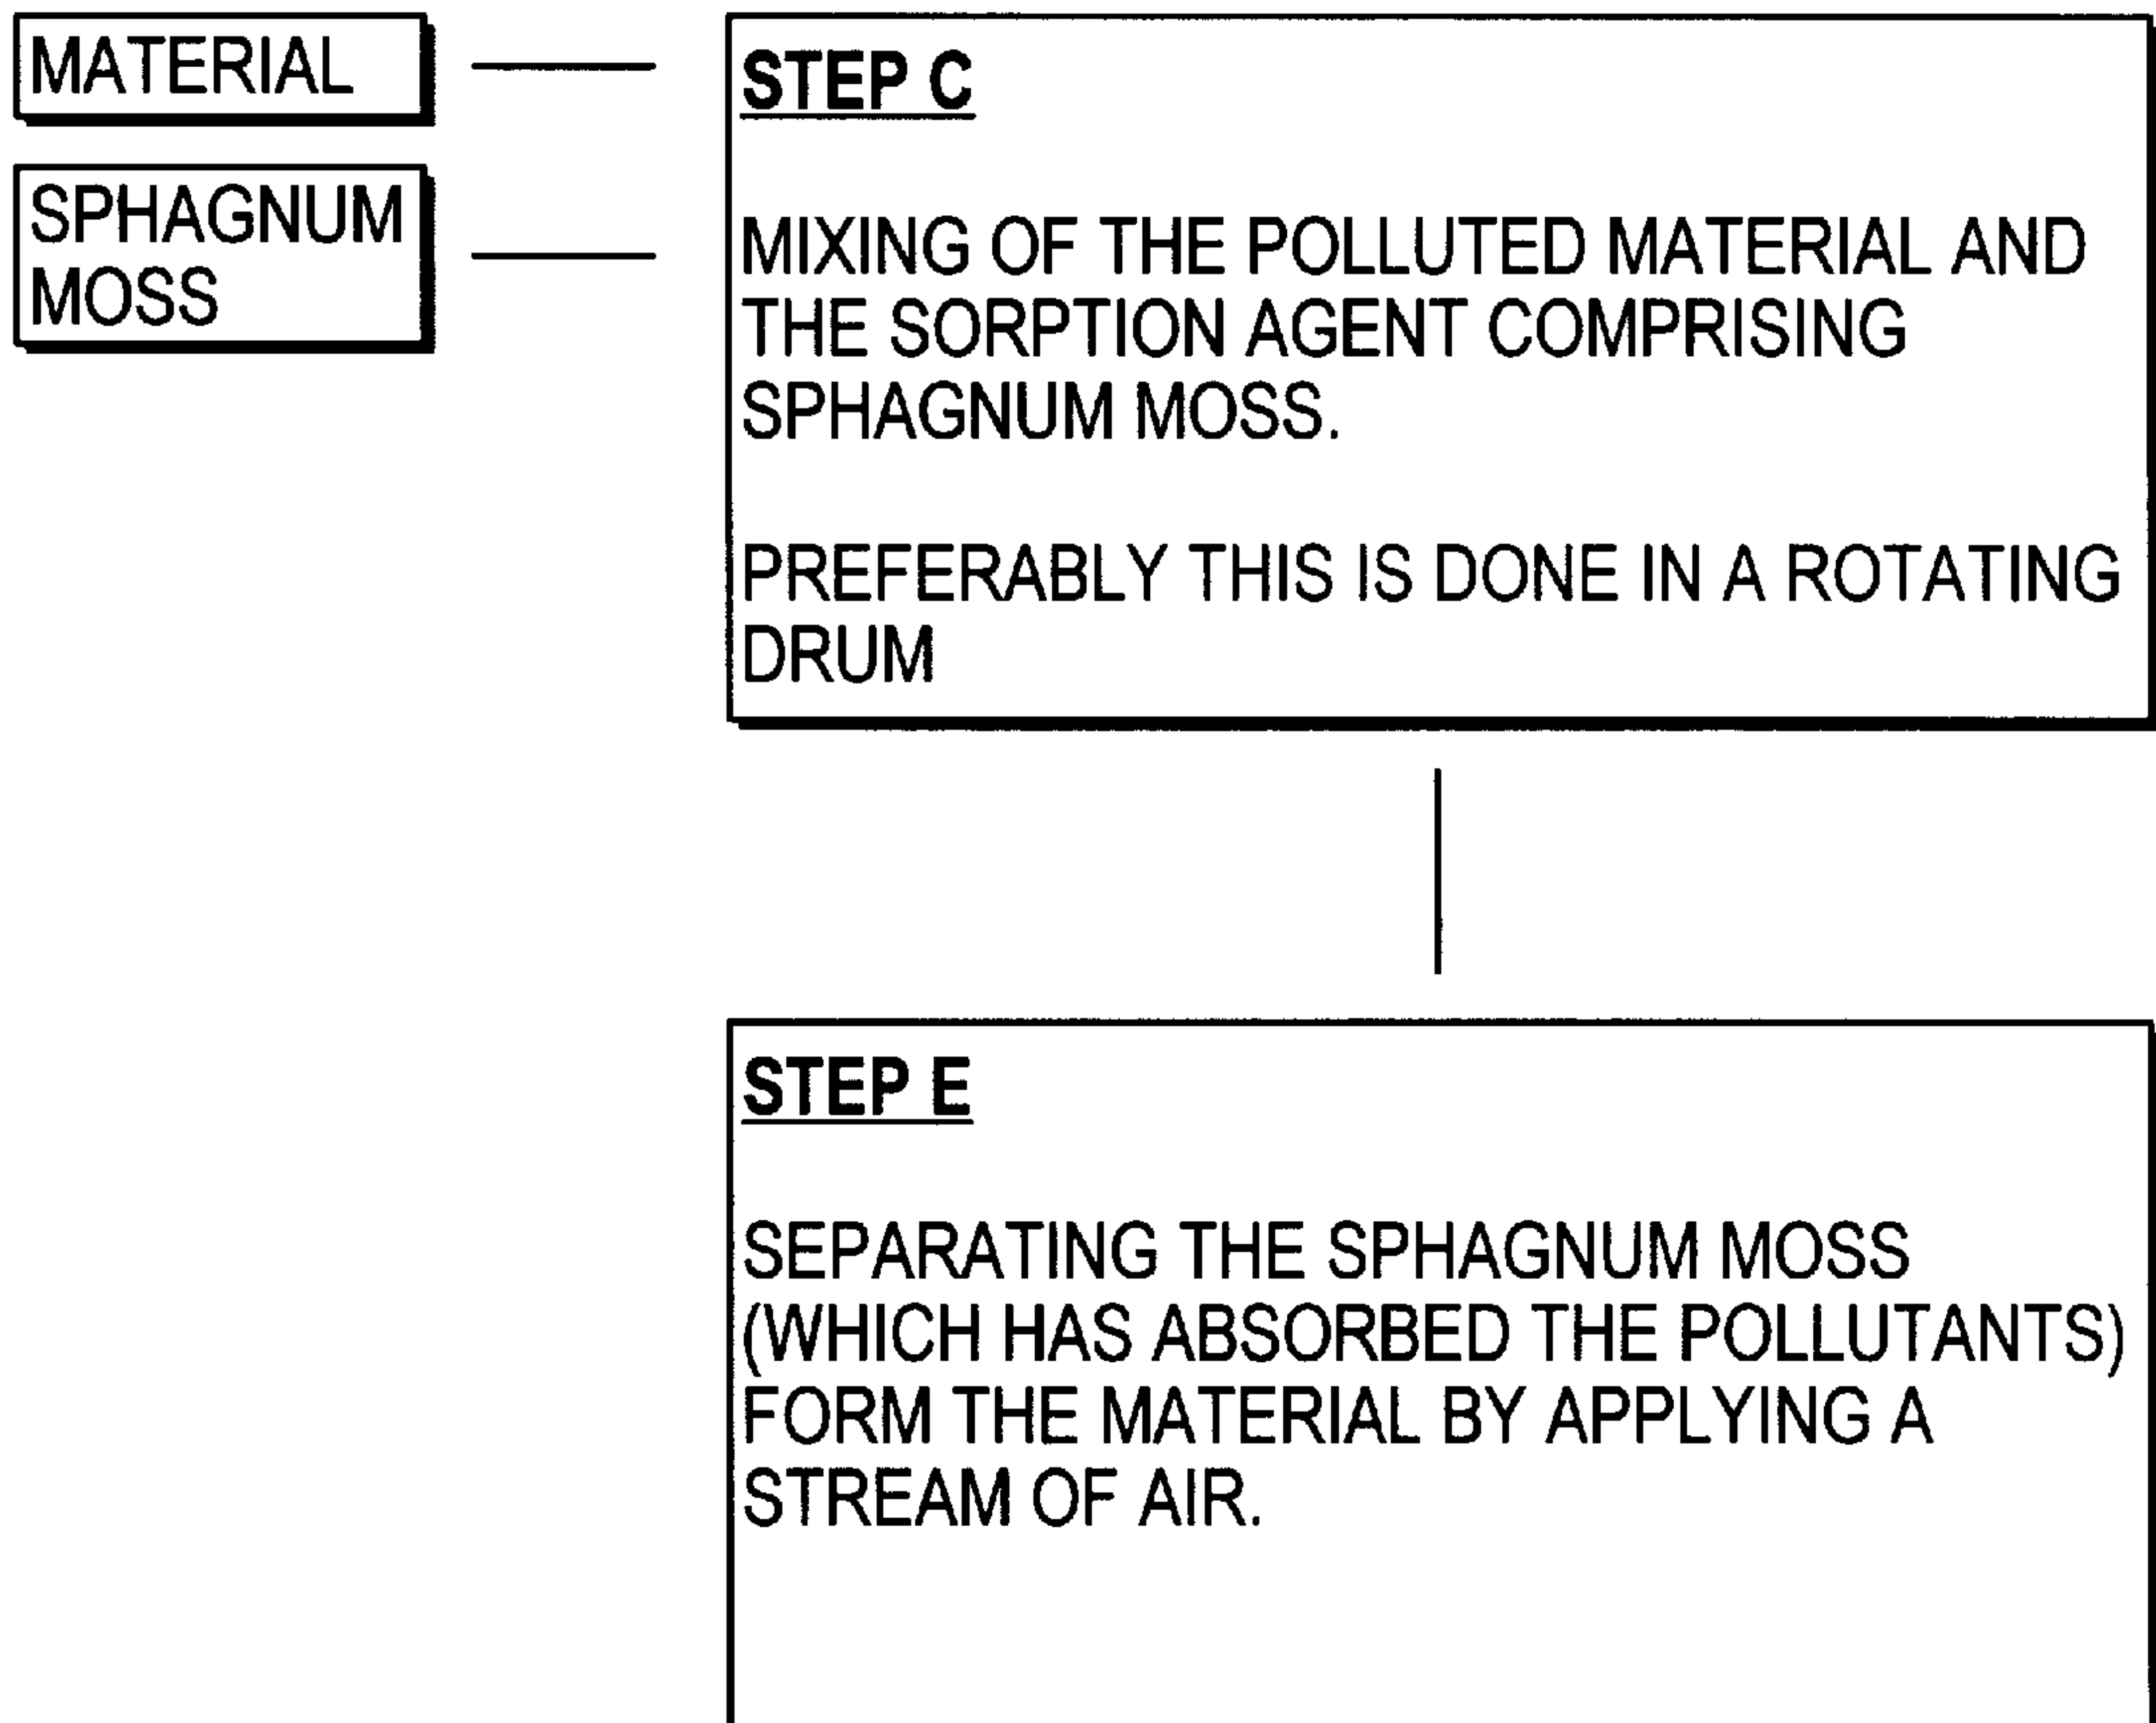 MATERIAL
SPHAGNUM
MOSS
STEP C
MIXING OF THE POLLUTED MATERIAL AND
THE SORPTION AGENT COMPRISING
SPHAGNUM MOSS.
PREFERABLY THIS IS DONE IN A ROTATING
DRUM
STEP E
SEPARATING THE SPHAGNUM MOSS
(WHICH HAS ABSORBED THE POLLUTANTS)
FORM THE MATERIAL BY APPLYING A
STREAM OF AIR.